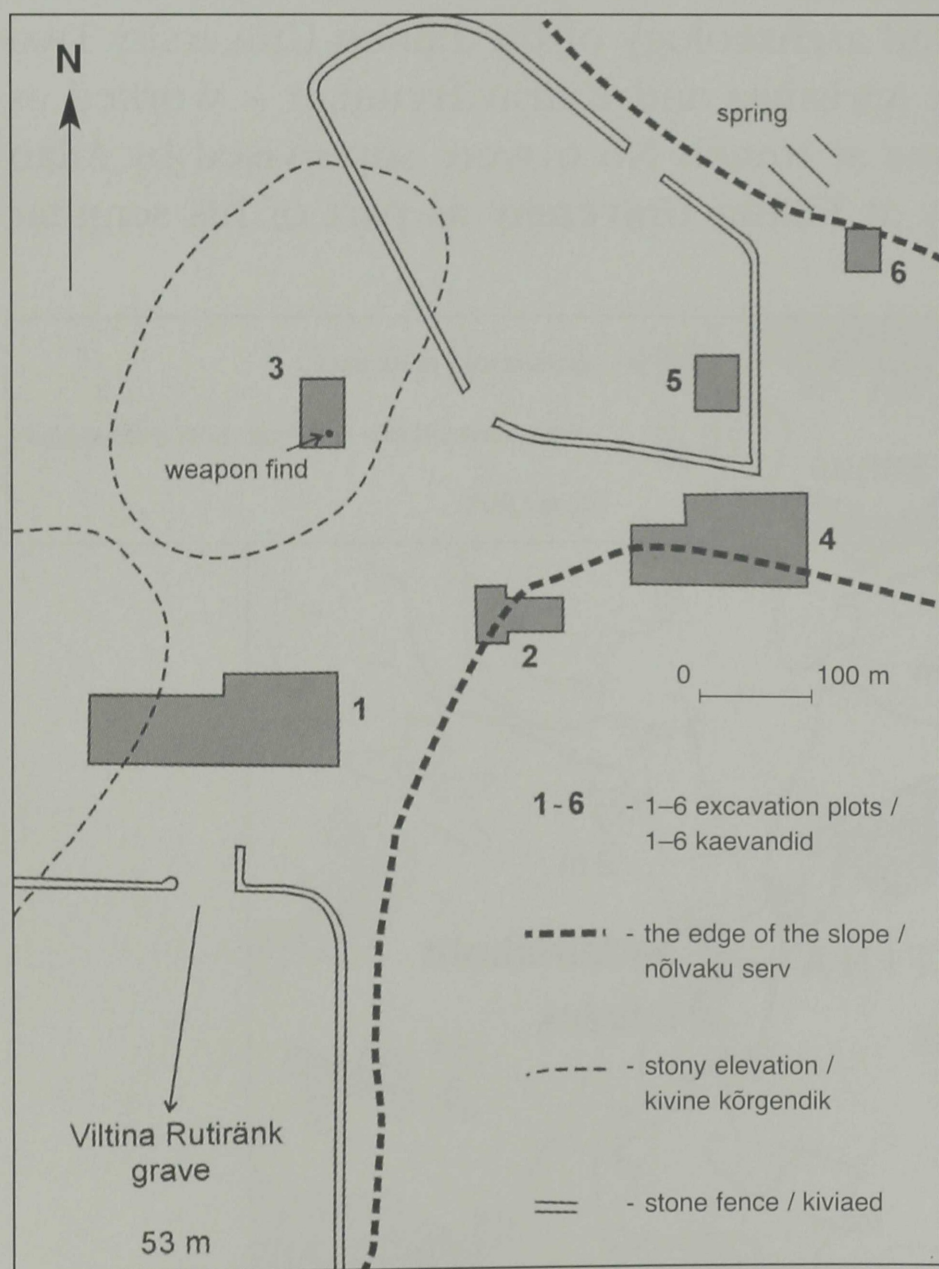 N
spring
6
3
5
weapon find
4
2
0 100 m
1
1-6 - 1–6 excavation plots /
1–6 kaevandid
- the edge of the slope /
nõlvaku serv
- stony elevation /
kivine kõrgendik
Viltina Rutiränk
grave
53 m
- stone fence / kiviaed